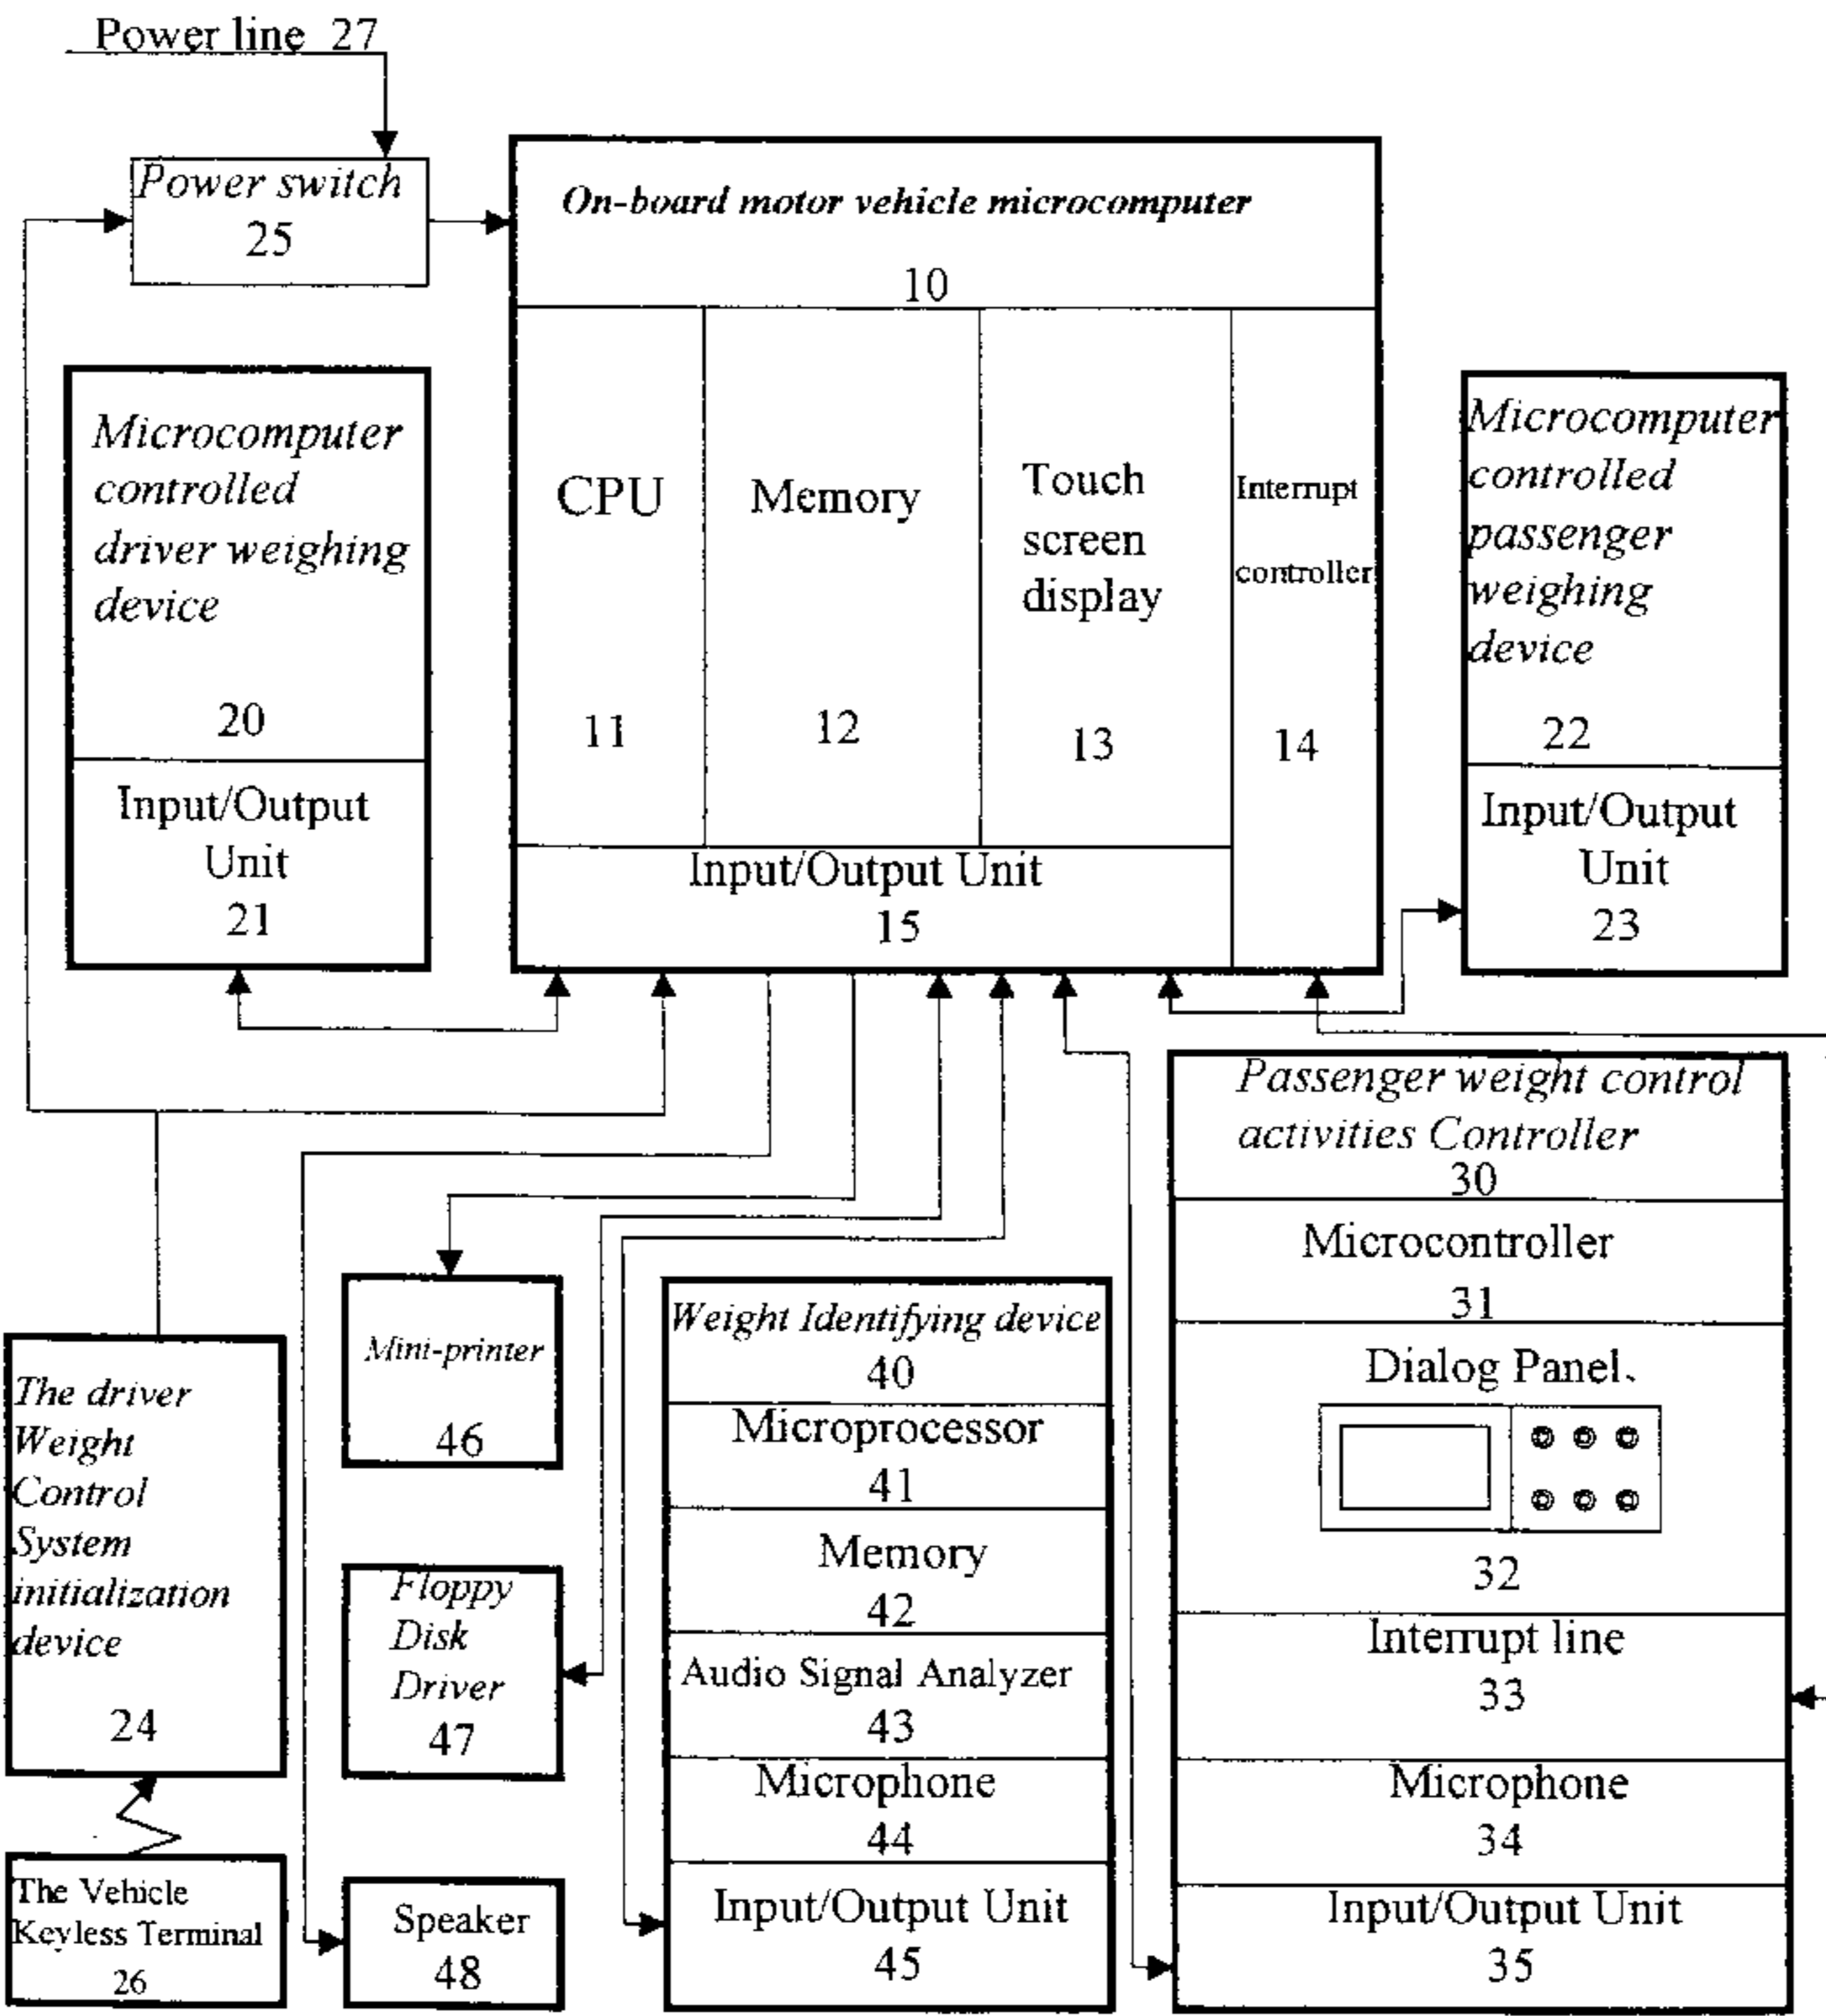 Power line 27
Power switch
25
On-board motor vehicle microcomputer
10
Microcomputer
controlled
driver weighing
device
20
Input/Output
Unit
21
CPU
11
Memory
12
Touch
screen
display
13
Interrupt
controller
14
Input/Output Unit
15
Microcomputer
controlled
passenger
weighing
device
22
Input/Output
Unit
23
Passenger weight control
activities Controller
30
Microcontroller
31
Dialog Panel
32
Interrupt line
33
Microphone
34
Input/Output Unit
35
Weight Identifying device
40
Microprocessor
41
Memory
42
Audio Signal Analyzer
43
Microphone
44
Input/Output Unit
45
Mini-printer
46
Floppy
Disk
Driver
47
Speaker
48
The driver
Weight
Control
System
initialization
device
24
The Vehicle
Keyless Terminal
26